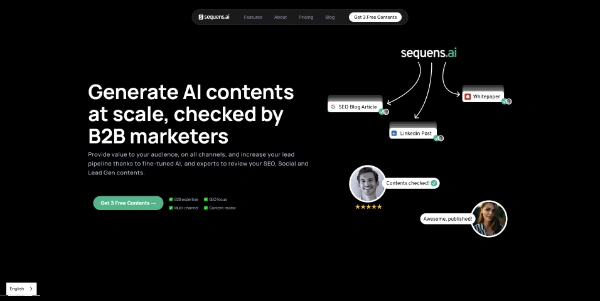 sequens.ai
Features
About
Pricing
Blog
Get 3 Free Contents
sequens.ai
Generate AI contents
at scale, checked by
B2B marketers
Provide value to your audience, on all channels, and increase your lead
pipeline thanks to fine-tuned AI, and experts to review your SEO, Social and
Lead Gen contents.
Get 3 Free Contents
B2B expertise
SEO focus
Multi-channel
Content review
SEO Blog Article
LinkedIn Post
Whitepaper
Contents checked!
Awesome, published!
English